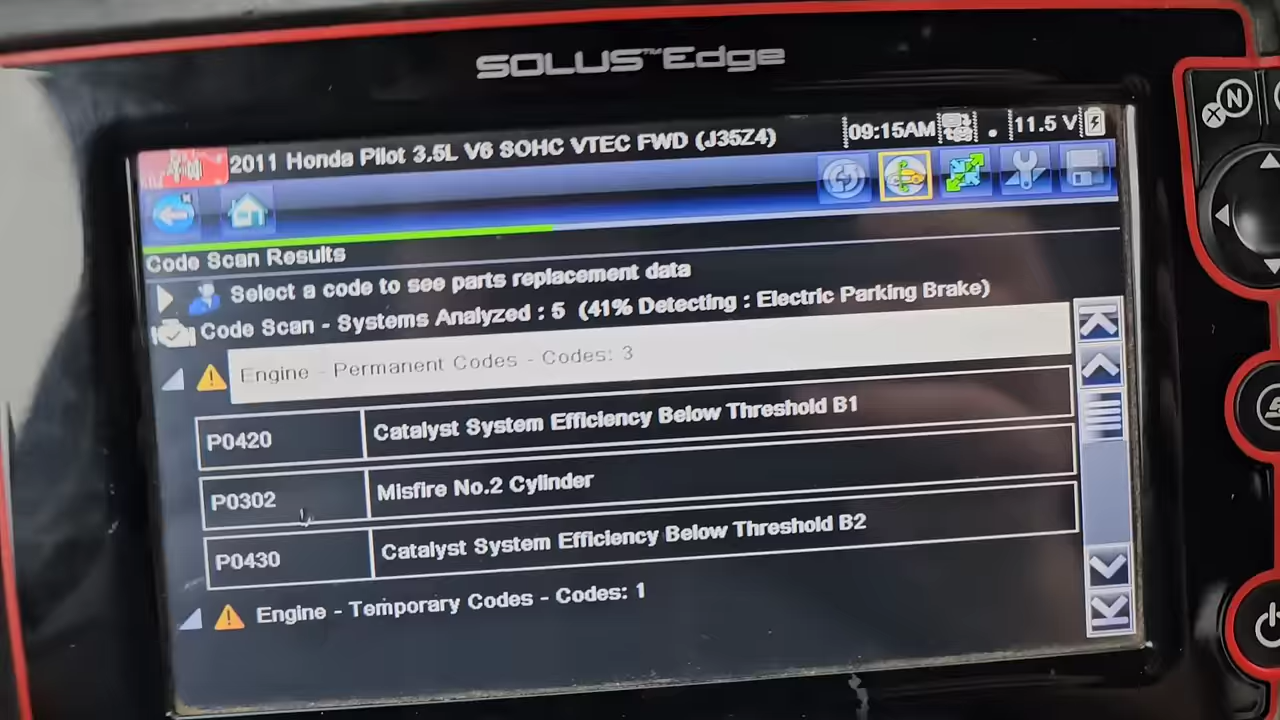 SOLUS™Edge
N
X
2011 Honda Pilot 3.5L V6 SOHC VTEC FWD (J35Z4)
09:15AM
11.5 V
Code Scan Results
Select a code to see parts replacement data
Code Scan - Systems Analyzed : 5 (41% Detecting : Electric Parking Brake)
Engine - Permanent Codes - Codes: 3
P0420 Catalyst System Efficiency Below Threshold B1
P0302 Misfire No.2 Cylinder
P0430 Catalyst System Efficiency Below Threshold B2
Engine - Temporary Codes - Codes: 1